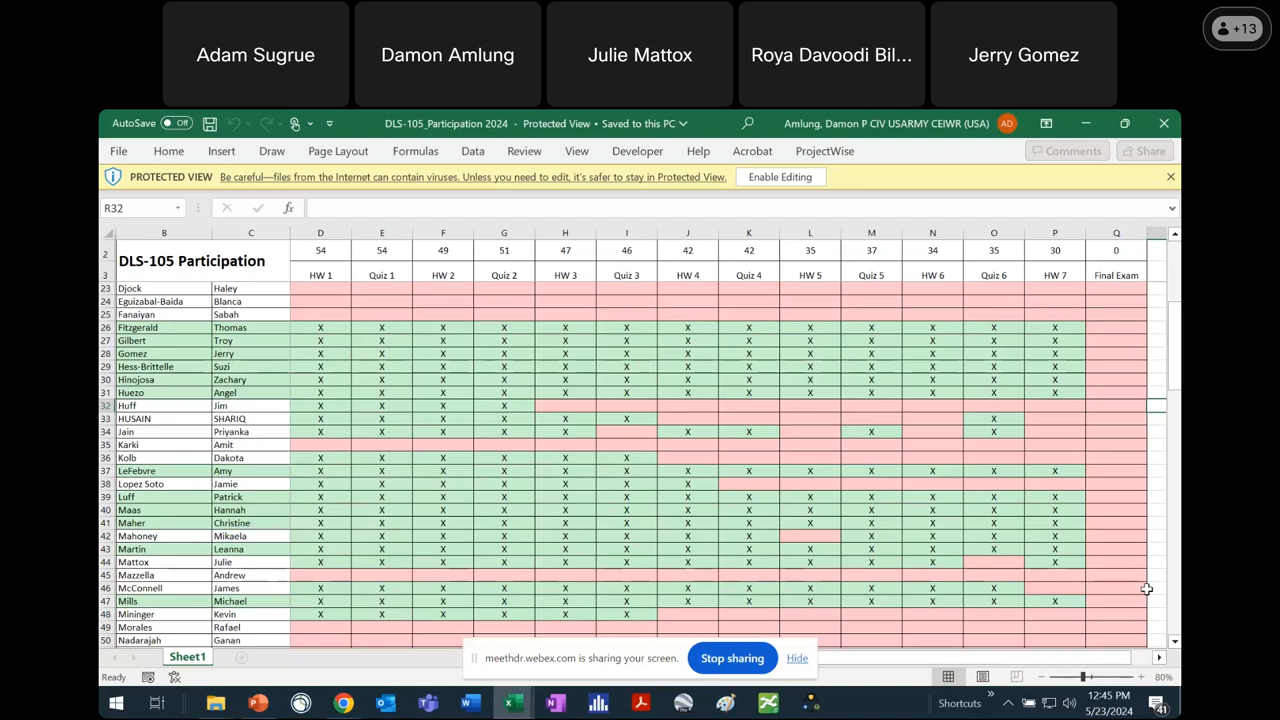 Adam Sugrue Damon Amlung Julie Mattox Roya Davoodi Bil... Jerry Gomez +13
AutoSave Off DLS-105_Participation 2024 - Protected View • Saved to this PC Amlung, Damon P CIV USARMY CEIWR (USA) AD
File Home Insert Draw Page Layout Formulas Data Review View Developer Help Acrobat ProjectWise Comments Share
PROTECTED VIEW Be careful—files from the Internet can contain viruses. Unless you need to edit, it's safer to stay in Protected View. Enable Editing
R32 fx
B C D E F G H I J K L M N O P Q
2 DLS-105 Participation 54 54 49 51 47 46 42 42 35 37 34 35 30 0
3 HW 1 Quiz 1 HW 2 Quiz 2 HW 3 Quiz 3 HW 4 Quiz 4 HW 5 Quiz 5 HW 6 Quiz 6 HW 7 Final Exam
23 Djock Haley
24 Eguizabal-Baida Blanca
25 Fanaiyan Sabah
26 Fitzgerald Thomas X X X X X X X X X X X X X
27 Gilbert Troy X X X X X X X X X X X X X
28 Gomez Jerry X X X X X X X X X X X X X
29 Hess-Brittelle Suzi X X X X X X X X X X X X X
30 Hinojosa Zachary X X X X X X X X X X X X X
31 Huezo Angel X X X X X X X X X X X X X
32 Huff Jim X X X X
33 HUSAIN SHARIQ X X X X X X X
34 Jain Priyanka X X X X X X X X X
35 Karki Amit
36 Kolb Dakota X X X X X X
37 LeFebvre Amy X X X X X X X X X X X X X
38 Lopez Soto Jamie X X X X X X X
39 Luff Patrick X X X X X X X X X X X X X
40 Maas Hannah X X X X X X X X X X X X X
41 Maher Christine X X X X X X X X X X X X X
42 Mahoney Mikaela X X X X X X X X X X X X
43 Martin Leanna X X X X X X X X X X X X X
44 Mattox Julie X X X X X X X X X X X X
45 Mazzella Andrew
46 McConnell James X X X X X X X X X X X X
47 Mills Michael X X X X X X X X X X X X X
48 Mininger Kevin X X X X X X
49 Morales Rafael
50 Nadarajah Ganan
meethdr.webex.com is sharing your screen. Stop sharing Hide
Sheet1
Ready 80%
Shortcuts 12:45 PM
5/23/2024 41